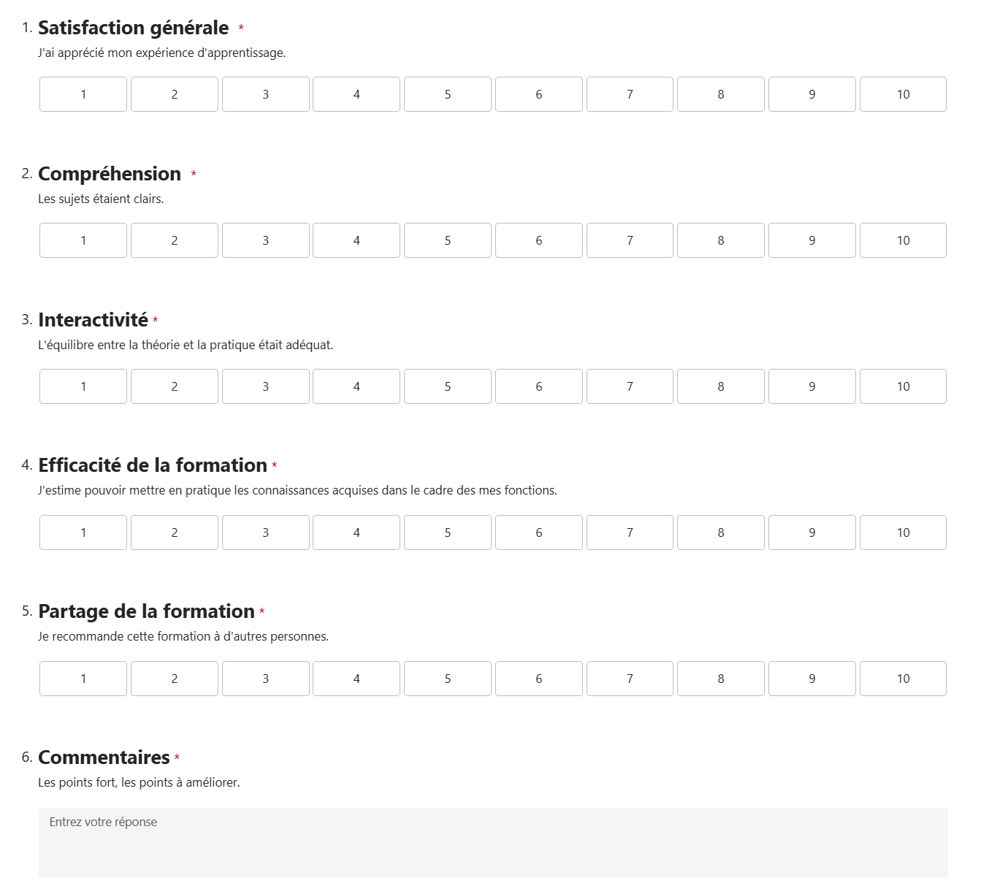 1. Satisfaction générale *
J'ai apprécié mon expérience d'apprentissage.
1 2 3 4 5 6 7 8 9 10
2. Compréhension *
Les sujets étaient clairs.
1 2 3 4 5 6 7 8 9 10
3. Interactivité *
L'équilibre entre la théorie et la pratique était adéquat.
1 2 3 4 5 6 7 8 9 10
4. Efficacité de la formation *
J'estime pouvoir mettre en pratique les connaissances acquises dans le cadre des mes fonctions.
1 2 3 4 5 6 7 8 9 10
5. Partage de la formation *
Je recommande cette formation à d'autres personnes.
1 2 3 4 5 6 7 8 9 10
6. Commentaires *
Les points fort, les points à améliorer.
Entrez votre réponse